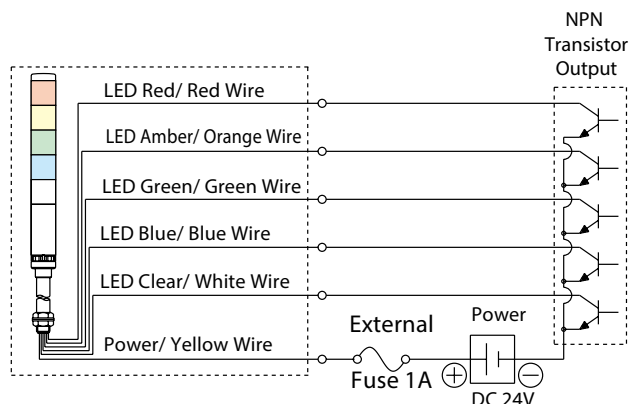 NPN
Transistor
Output
LED Red/ Red Wire
LED Amber/ Orange Wire
LED Green/ Green Wire
LED Blue/ Blue Wire
LED Clear/ White Wire
Power/ Yellow Wire
External
Fuse 1A
Power
+
−
DC 24V